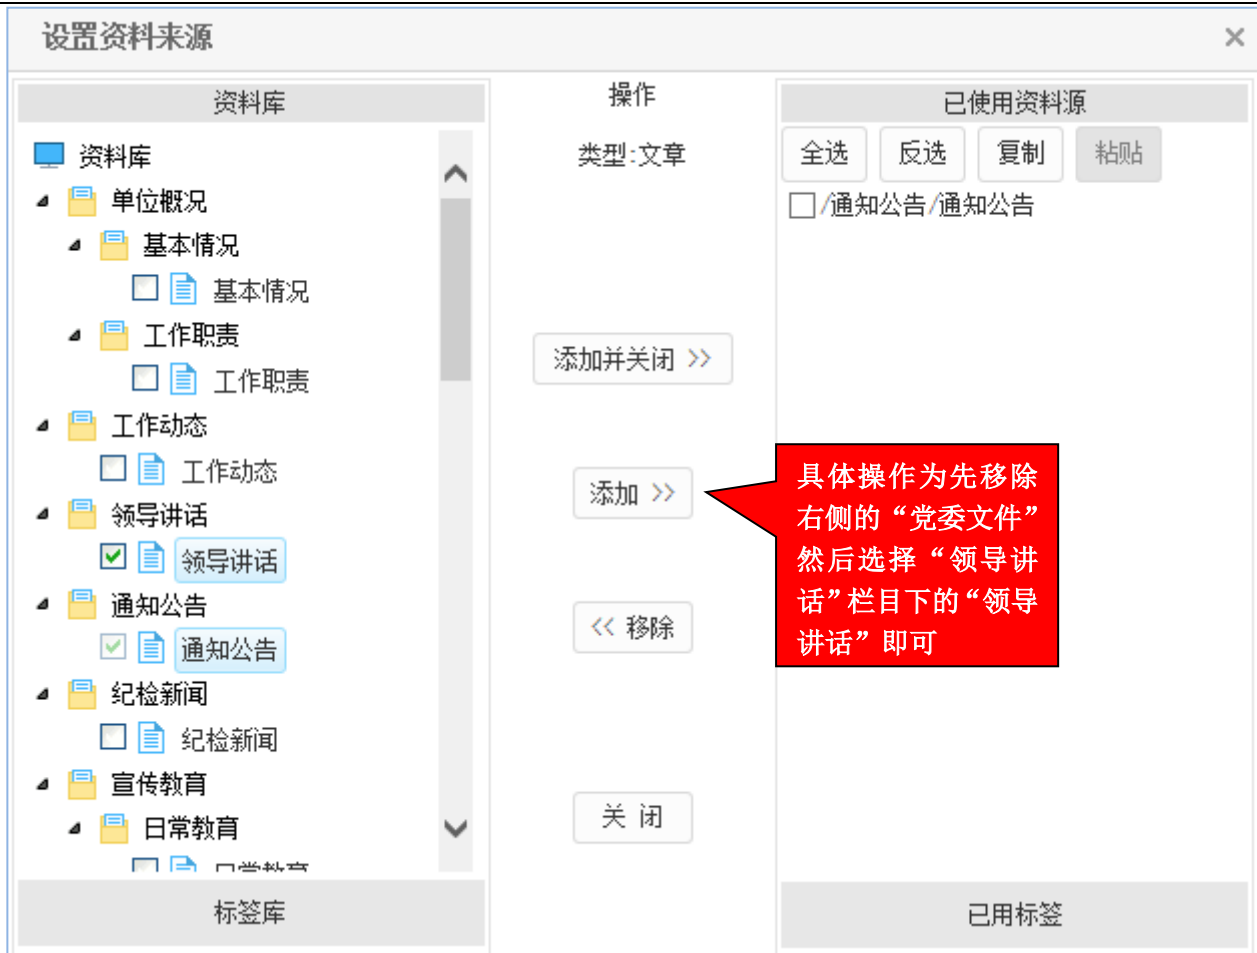 设置资料来源
资料库
资料库
单位概况
基本情况
基本情况
工作职责
工作职责
工作动态
工作动态
领导讲话
领导讲话
通知公告
通知公告
纪检新闻
纪检新闻
宣传教育
日常教育
日常教育
标签库
操作
类型:文章
添加并关闭 >>
添加 >>
<< 移除
关 闭
已使用资料源
全选 反选 复制 粘贴
/通知公告/通知公告
具体操作为先移除
右侧的“党委文件”
然后选择“领导讲
话”栏目下的“领导
讲话”即可
已用标签